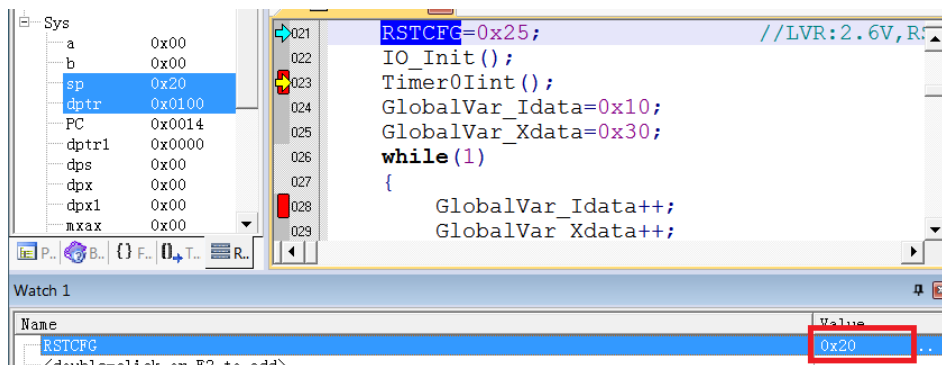 Sys
a 0x00
b 0x00
sp 0x20
dptr 0x0100
PC 0x0014
dptr1 0x0000
dps 0x00
dpx 0x00
dpx1 0x00
mxax 0x00
P.. B.. {} F.. T.. R..
021 RSTCFG=0x25; //LVR:2.6V,R
022 IO_Init();
023 Timer0Iint();
024 GlobalVar_Idata=0x10;
025 GlobalVar_Xdata=0x30;
026 while(1)
027 {
028 GlobalVar_Idata++;
029 GlobalVar_Xdata++;
Watch 1
Name Value
RSTCFG 0x20 ..
<double-click or F2 to add>